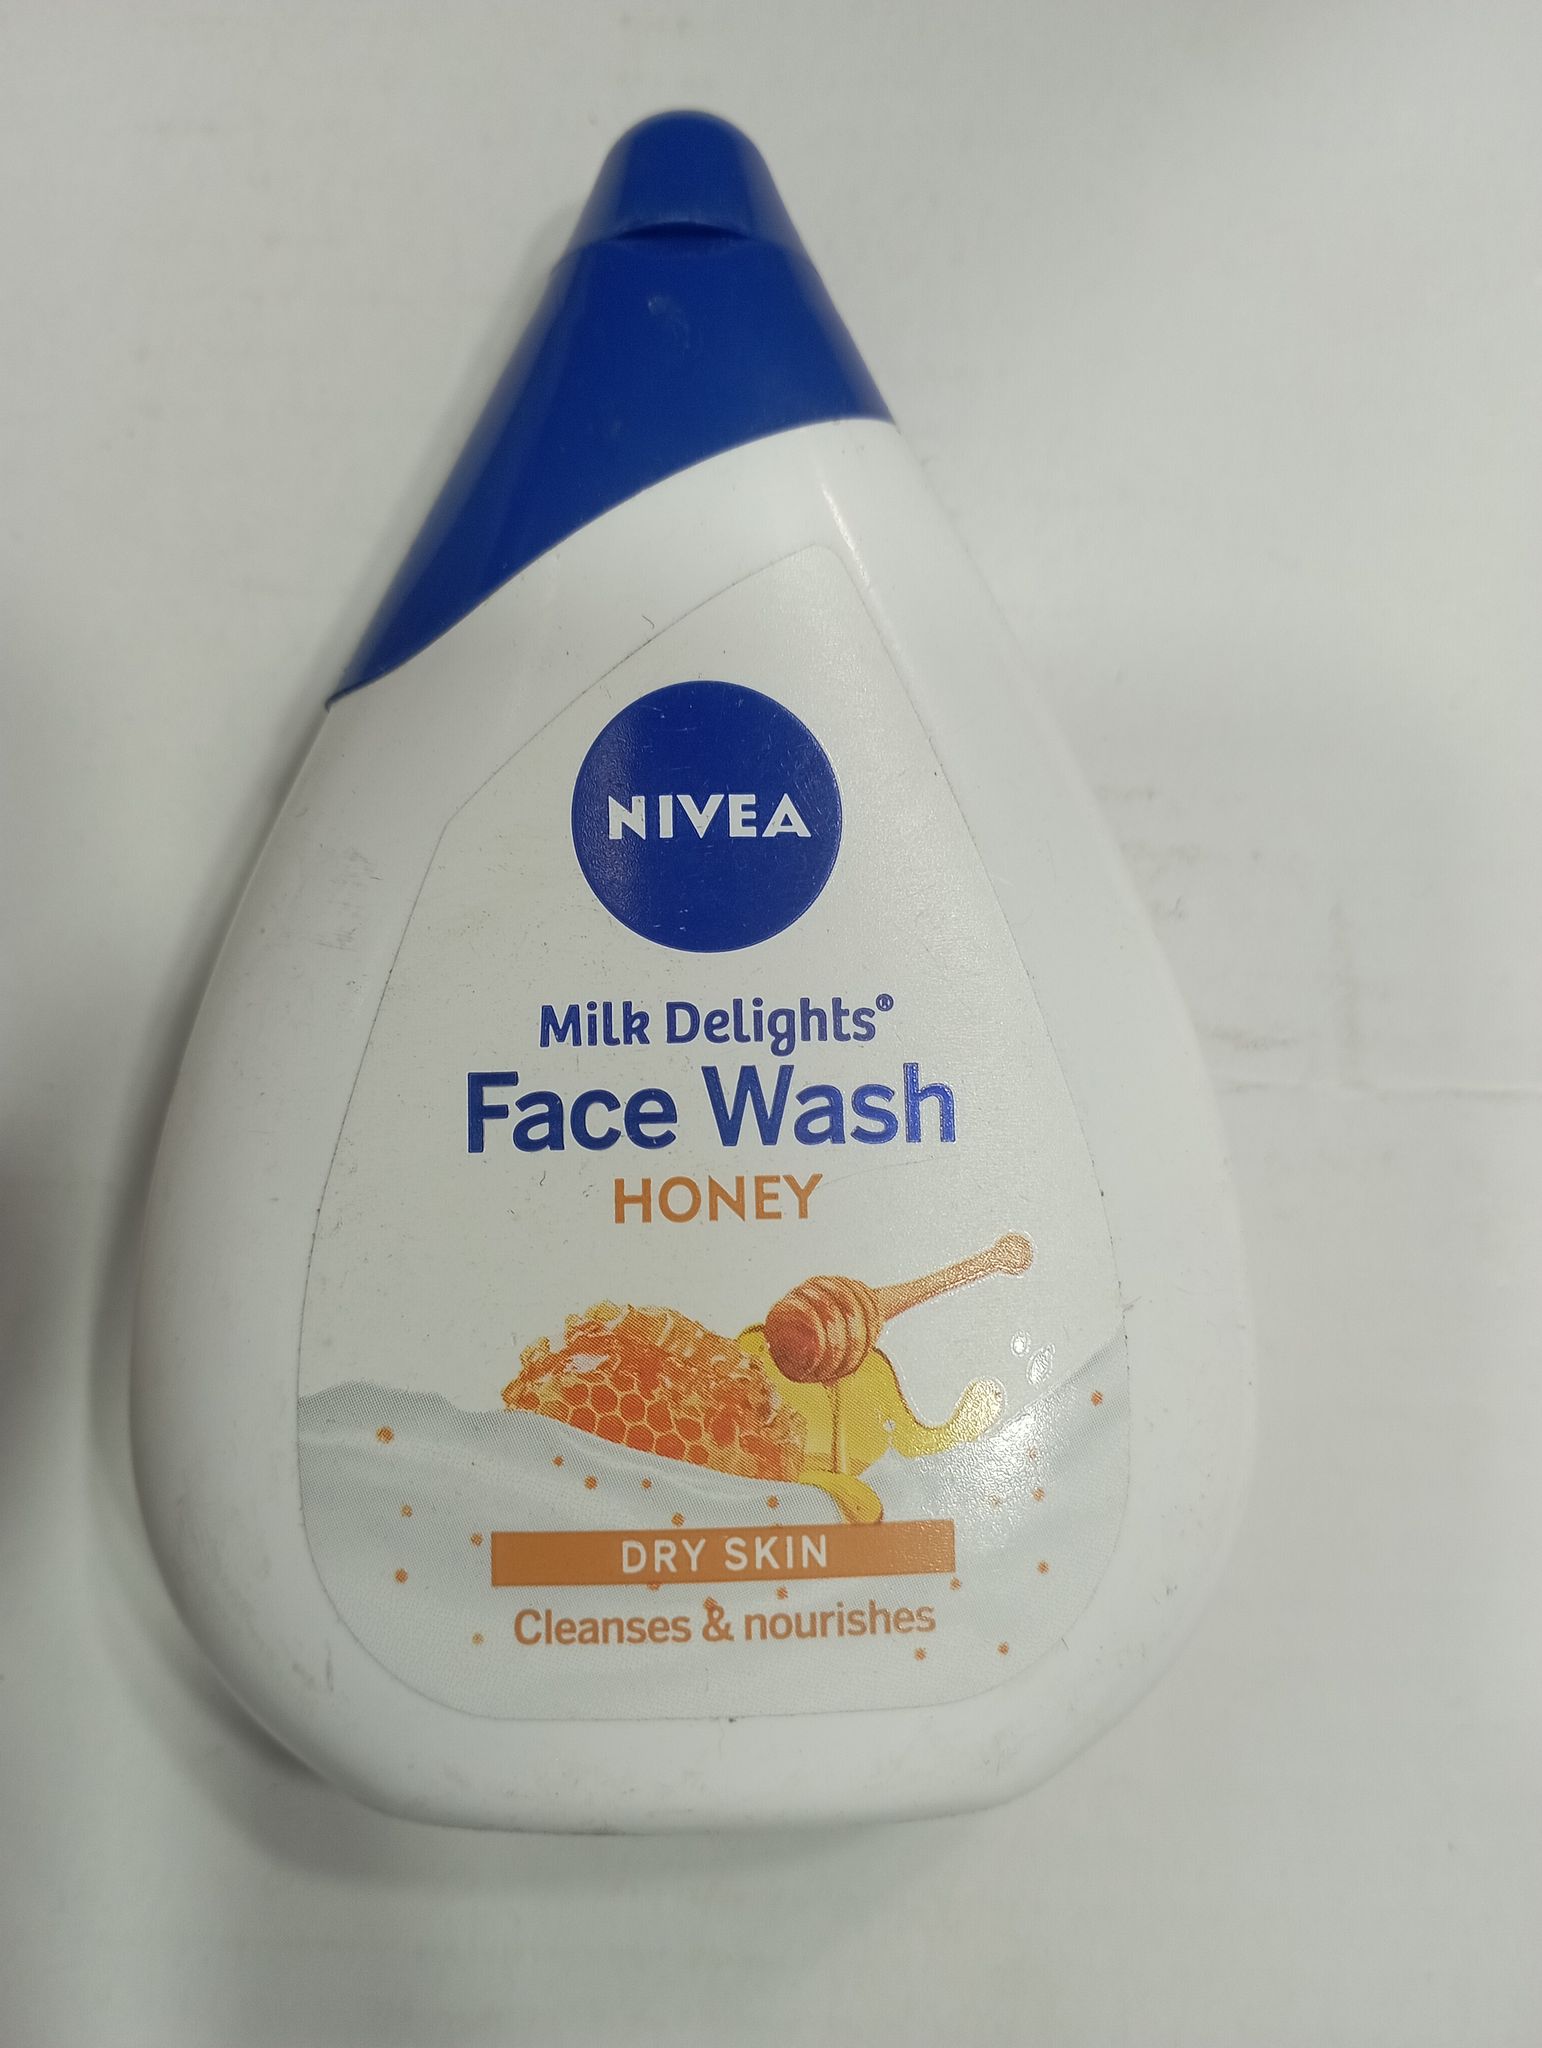 NIVEA
Milk Delights®
Face Wash
HONEY
DRY SKIN
Cleanses & nourishes